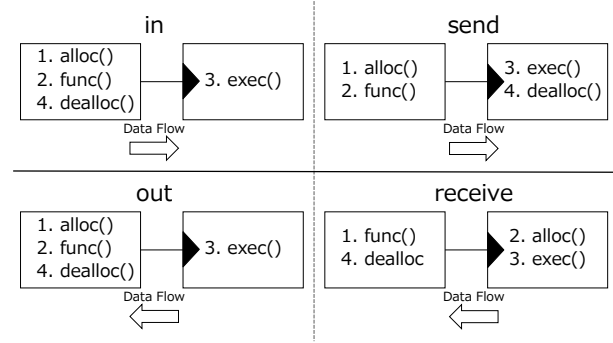 in
1. alloc()
2. func()
4. dealloc()
3. exec()
Data Flow
send
1. alloc()
2. func()
3. exec()
4. dealloc()
Data Flow
out
1. alloc()
2. func()
4. dealloc()
3. exec()
Data Flow
receive
1. func()
4. dealloc
2. alloc()
3. exec()
Data Flow